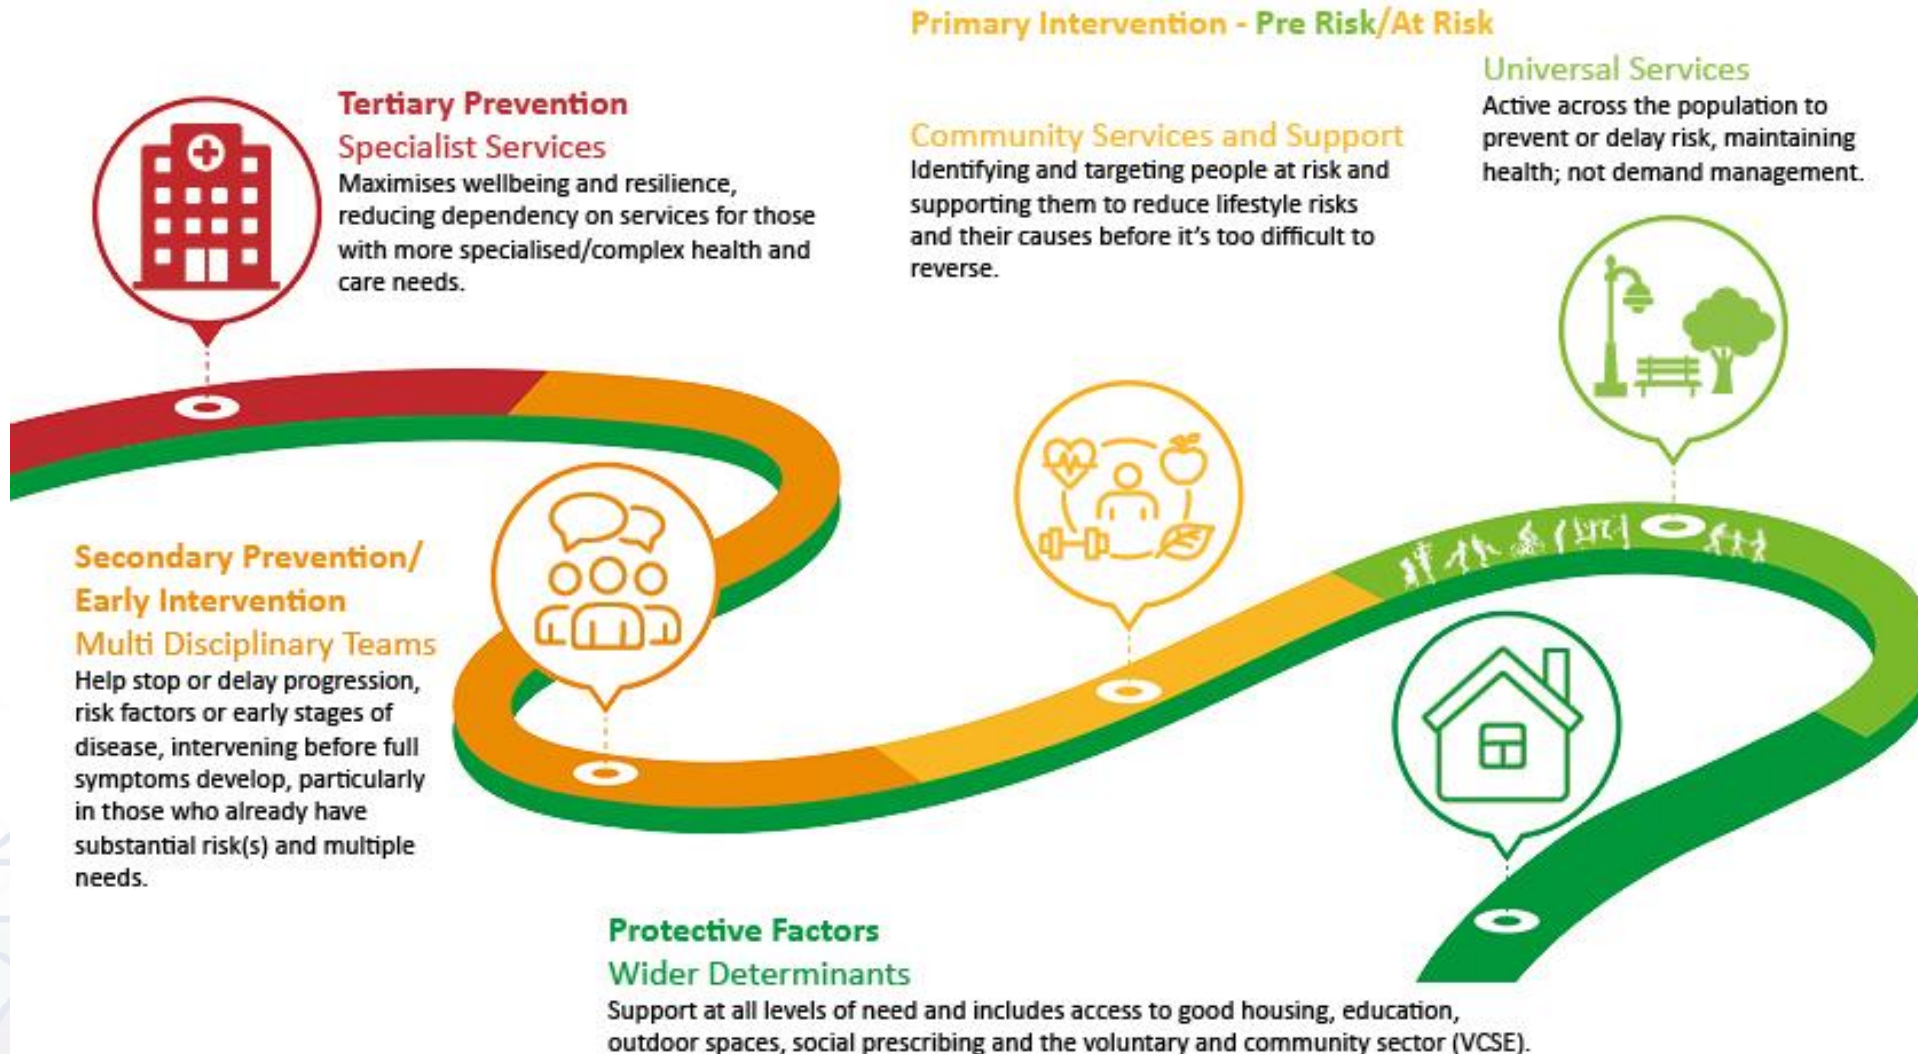 Primary Intervention - Pre Risk/At Risk
Tertiary Prevention
Specialist Services
Maximises wellbeing and resilience,
reducing dependency on services for those
with more specialised/complex health and
care needs.
Community Services and Support
Identifying and targeting people at risk and
supporting them to reduce lifestyle risks
and their causes before it's too difficult to
reverse.
Universal Services
Active across the population to
prevent or delay risk, maintaining
health; not demand management.
Secondary Prevention/
Early Intervention
Multi Disciplinary Teams
Help stop or delay progression,
risk factors or early stages of
disease, intervening before full
symptoms develop, particularly
in those who already have
substantial risk(s) and multiple
needs.
Protective Factors
Wider Determinants
Support at all levels of need and includes access to good housing, education,
outdoor spaces, social prescribing and the voluntary and community sector (VCSE).